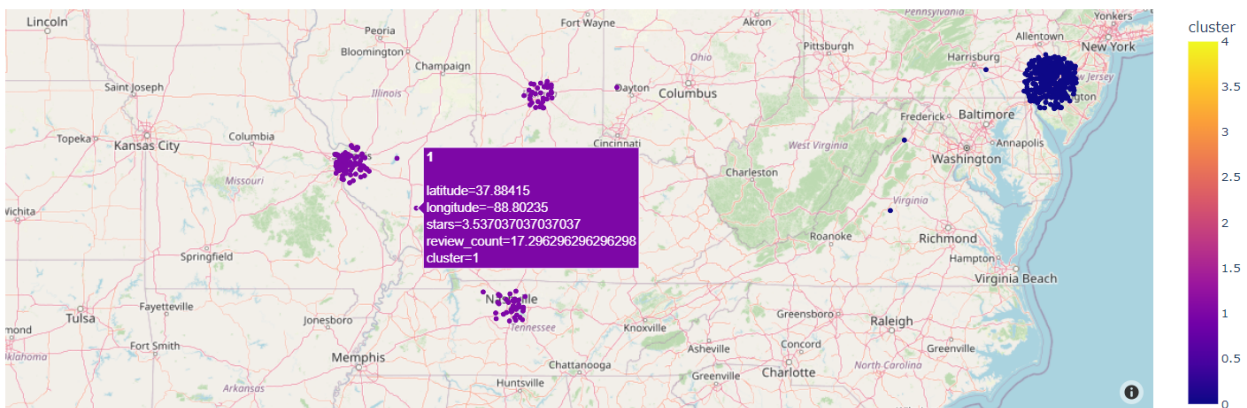 Lincoln
Peoria
Bloomington
Fort Wayne
Akron
Pennsylvania
Allentown
Yonkers
New York
Harrisburg
Pittsburgh
Champaign
Saint Joseph
Illinois
Ohio
Dayton
Columbus
Jersey
Topeka
Kansas City
Columbia
Cincinnati
Frederick
Baltimore
Annapolis
Washington
West Virginia
Charleston
Missouri
Wichita
Virginia
Springfield
Roanoke
Richmond
Hampton
Virginia Beach
1
latitude=37.88415
longitude=−88.80235
stars=3.537037037037037
review_count=17.296296296296298
cluster=1
Fayetteville
Tulsa
Jonesboro
Tennessee
Knoxville
Greensboro
Raleigh
Oklahoma
Fort Smith
Memphis
Chattanooga
Asheville
Concord
Greenville
Charlotte
North Carolina
Greenville
Huntsville
Arkansas
cluster
4
3.5
3
2.5
2
1.5
1
0.5
0